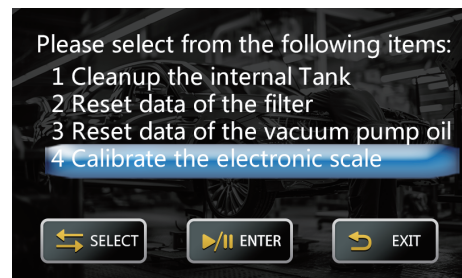 Please select from the following items:
1 Cleanup the internal Tank
2 Reset data of the filter
3 Reset data of the vacuum pump oil
4 Calibrate the electronic scale
SELECT
ENTER
EXIT